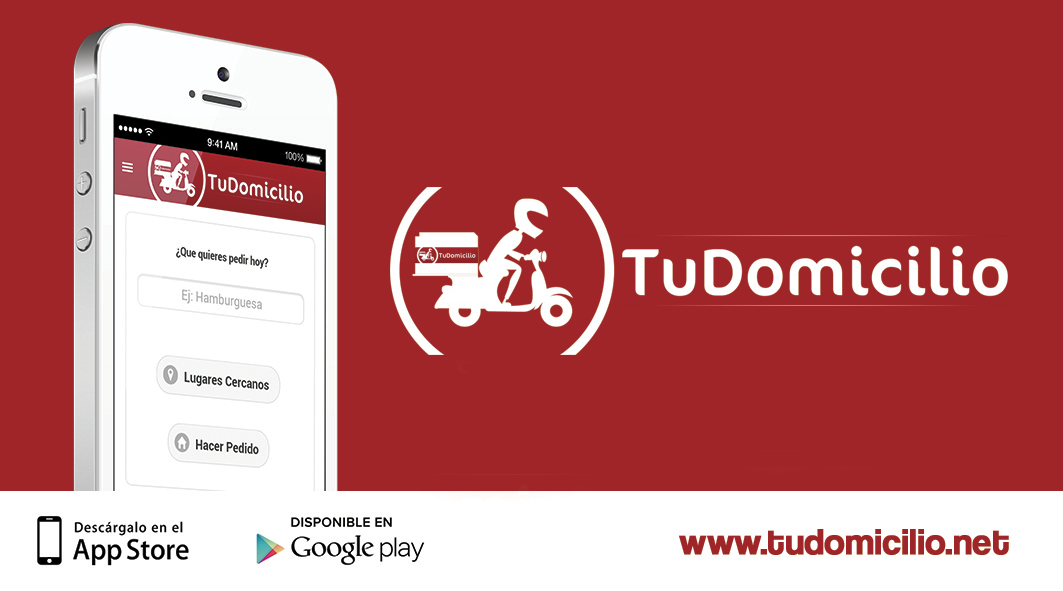 9:41 AM
100%
TuDomicilio
¿Que quieres pedir hoy?
Ej: Hamburguesa
Lugares Cercanos
Hacer Pedido
TuDomicilio
TuDomicilio
Descárgalo en el
App Store
DISPONIBLE EN
Google play
www.tudomicilio.net